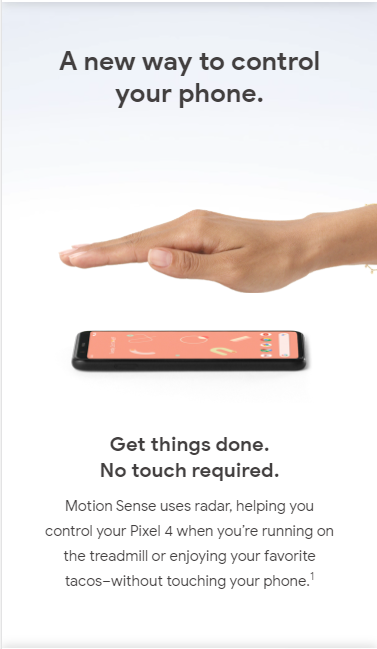 A new way to control
your phone.
Get things done.
No touch required.
Motion Sense uses radar, helping you
control your Pixel 4 when you’re running on
the treadmill or enjoying your favorite
tacos–without touching your phone.¹